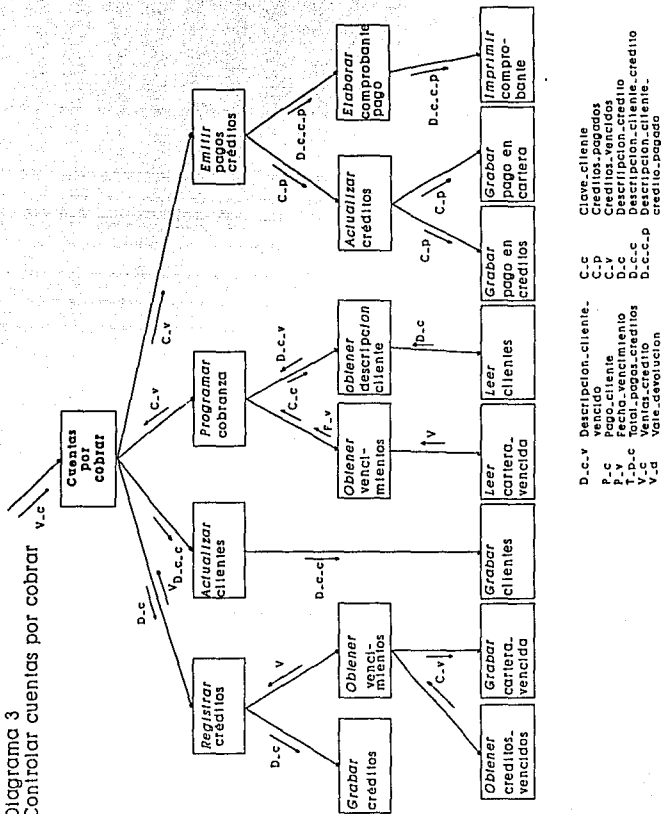 Diagrama 3
Controlar cuentas por cobrar
V_c
Cuentas
por
cobrar
D_c
V
D_c_c
C_v
C_v
Registrar
créditos
Actualizar
clientes
Programar
cobranza
Emitir
pagos
créditos
D_c
V
D_c_c
C_c
F_v
D_c_v
C_p
D_c_c_p
Grabar
créditos
Obtener
venci-
mientos
Obtener
venci-
mientos
Obtener
descripcion
cliente
Actualizar
créditos
Elaborar
comprobante
pago
C_v
V
D_c
C_p
C_p
D_c_c_p
Obtener
creditos_
vencidos
Grabar
cartera_
vencida
Grabar
clientes
Leer
cartera_
vencida
Leer
clientes
Grabar
pago en
creditos
Grabar
pago en
cartera
Imprimir
compro-
bante
D_c_v Descripcion_cliente_
vencido
P_c Pago_cliente
P_v Fecha_vencimiento
T_p_c Total_pagas_creditos
V_c Ventas_credito
V_d Vale_devolucion
C_c Clave_cliente
C_p Creditos_pagados
C_v Creditos_vencidos
D_c Descripcion_credito
D_c_c Descripcion_cliente_credito
D_c_c_p Descripcion_cliente_
credito_pagado